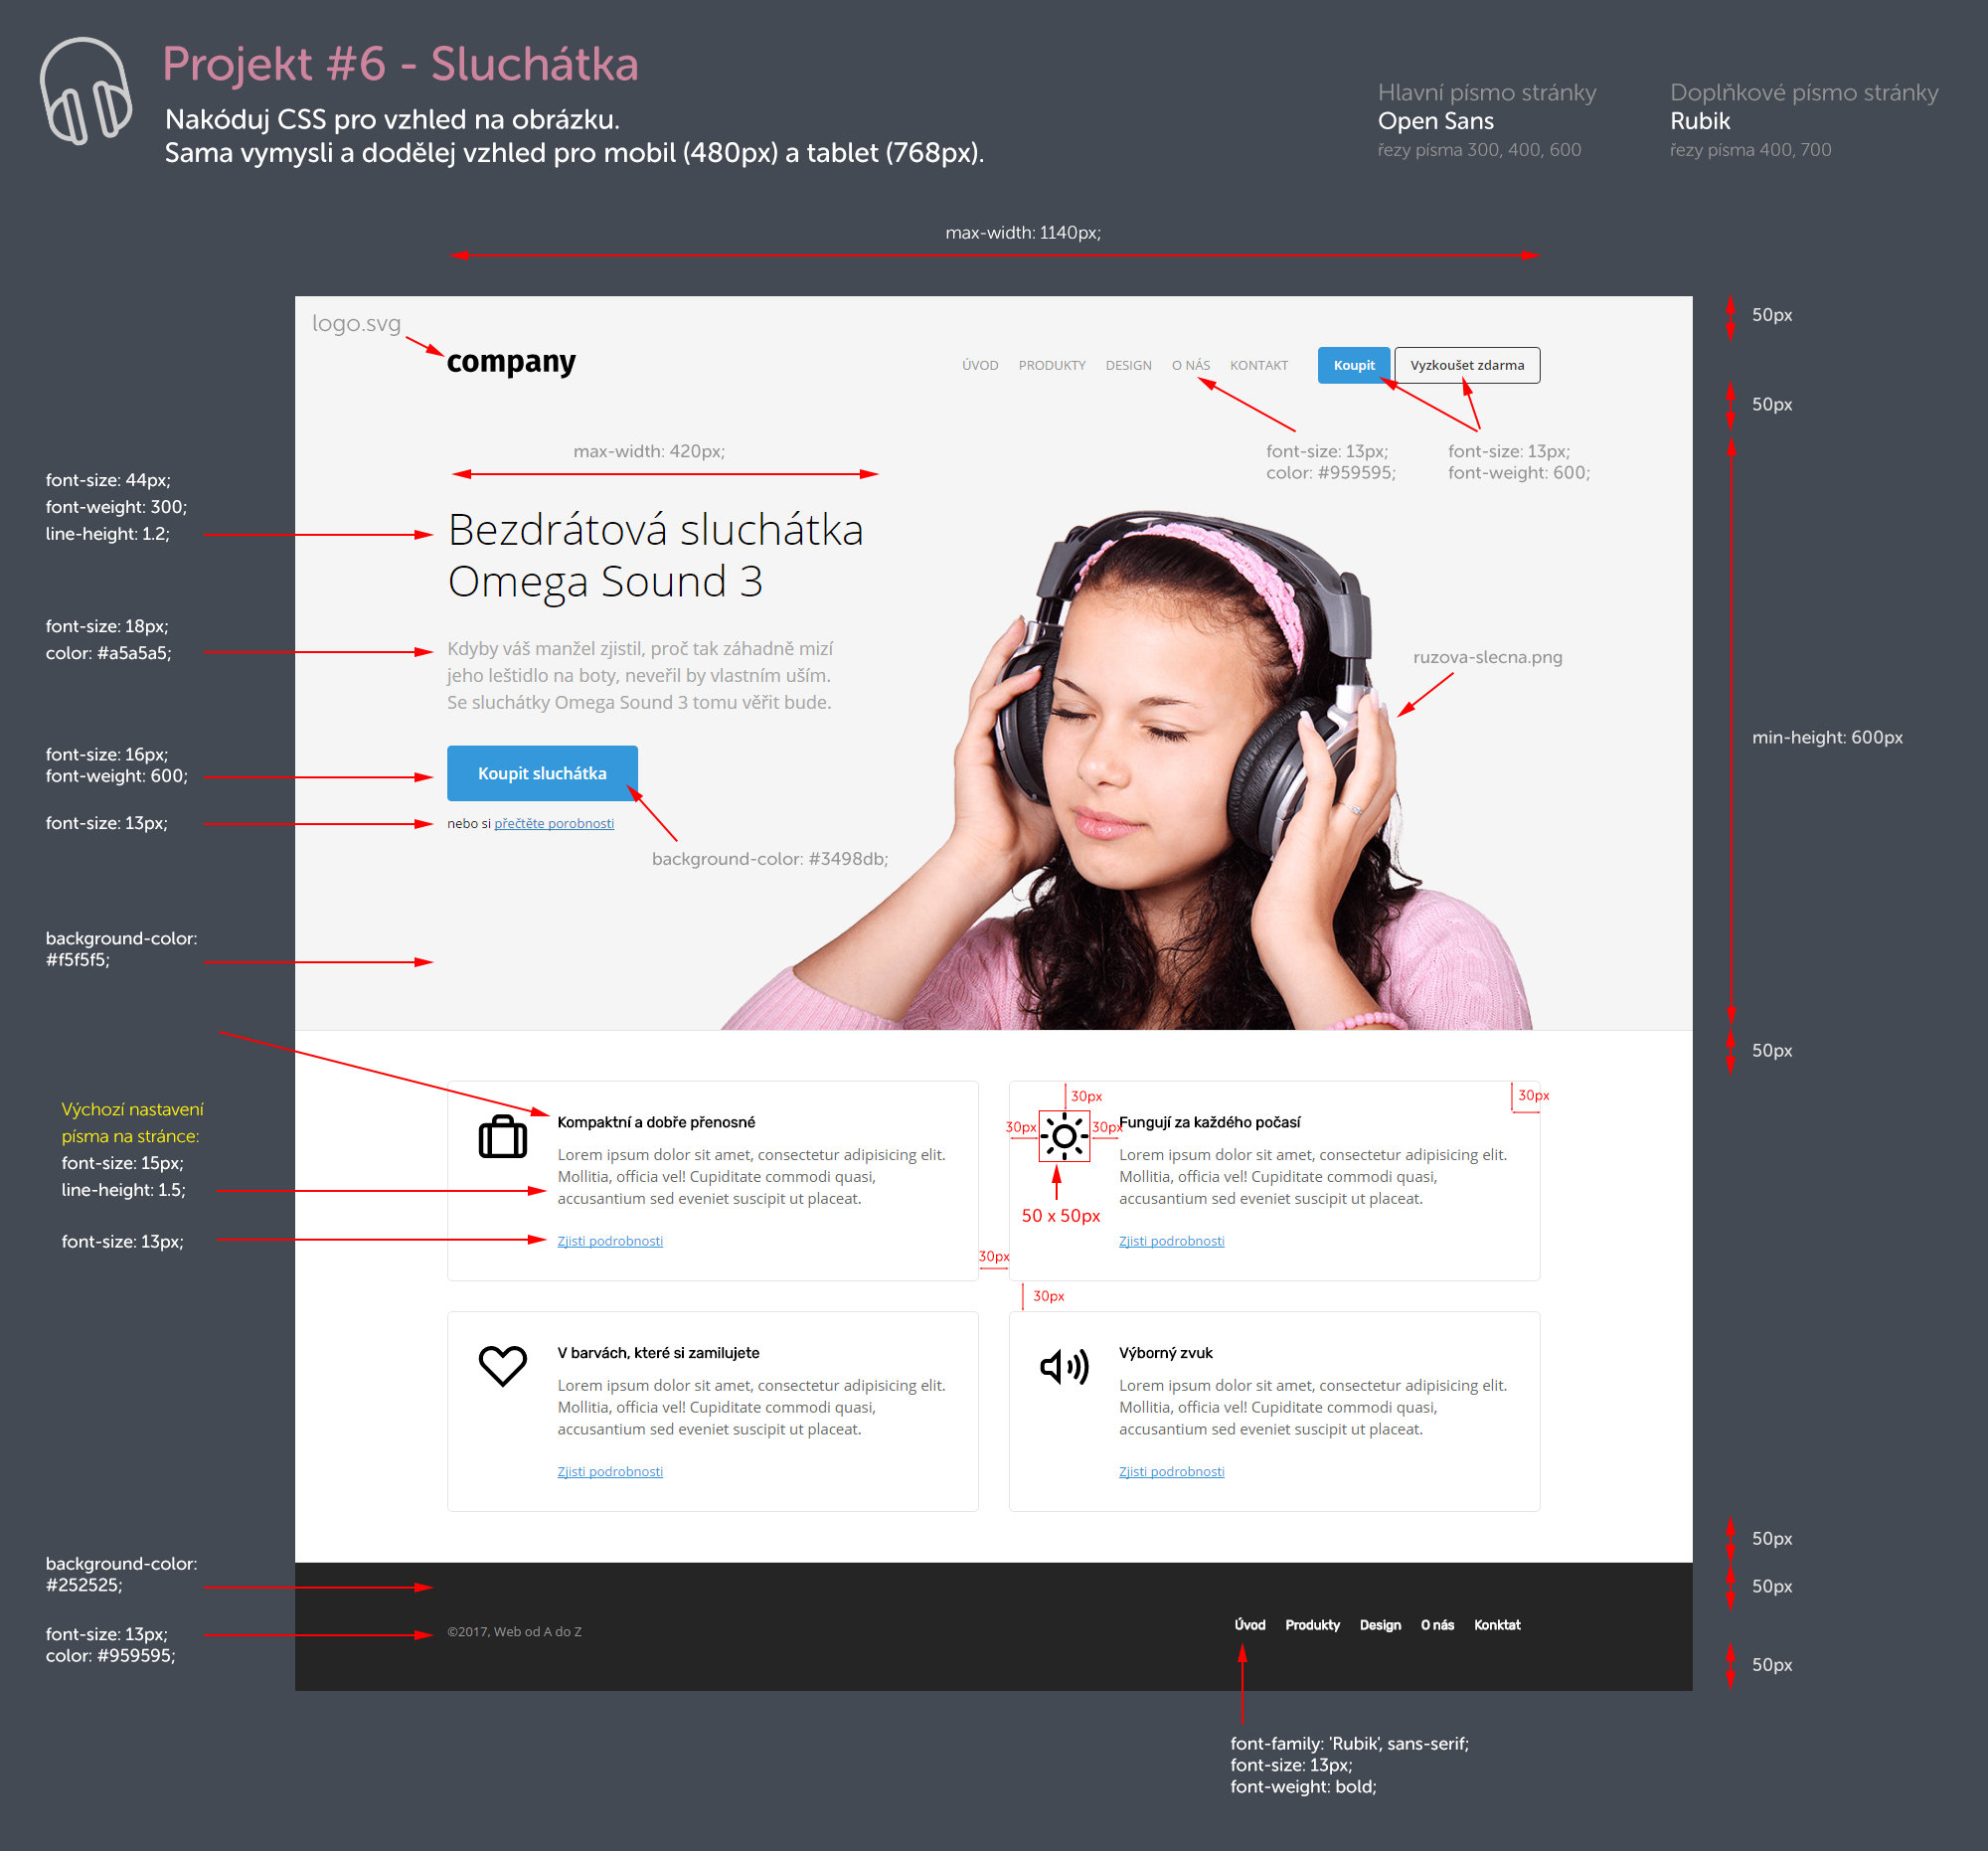 Projekt #6 - Sluchátka
Nakóduj CSS pro vzhled na obrázku.
Sama vymysli a dodělej vzhled pro mobil (480px) a tablet (768px).
Hlavní písmo stránky
Open Sans
řezy písma 300, 400, 600
Doplňkové písmo stránky
Rubik
řezy písma 400, 700
max-width: 1140px;
logo.svg
company
ÚVOD
PRODUKTY
DESIGN
O NÁS
KONTAKT
Koupit
Vyzkoušet zdarma
50px
50px
max-width: 420px;
font-size: 13px;
color: #959595;
font-size: 13px;
font-weight: 600;
font-size: 44px;
font-weight: 300;
line-height: 1.2;
Bezdrátová sluchátka
Omega Sound 3
font-size: 18px;
color: #a5a5a5;
Kdyby váš manžel zjistil, proč tak záhadně mizí
jeho leštidlo na boty, nevěřil by vlastním uším.
Se sluchátky Omega Sound 3 tomu věřit bude.
ruzova-slecna.png
min-height: 600px
font-size: 16px;
font-weight: 600;
Koupit sluchátka
font-size: 13px;
nebo si přečtěte porobnosti
background-color: #3498db;
background-color:
#f5f5f5;
50px
Výchozí nastavení
písma na stránce:
font-size: 15px;
line-height: 1.5;
font-size: 13px;
Kompaktní a dobře přenosné
Lorem ipsum dolor sit amet, consectetur adipisicing elit.
Mollitia, officia vel! Cupiditate commodi quasi,
accusantium sed eveniet suscipit ut placeat.
Zjisti podrobnosti
30px
30px
30px
30px
50 x 50px
Fungují za každého počasí
Lorem ipsum dolor sit amet, consectetur adipisicing elit.
Mollitia, officia vel! Cupiditate commodi quasi,
accusantium sed eveniet suscipit ut placeat.
Zjisti podrobnosti
30px
30px
V barvách, které si zamilujete
Lorem ipsum dolor sit amet, consectetur adipisicing elit.
Mollitia, officia vel! Cupiditate commodi quasi,
accusantium sed eveniet suscipit ut placeat.
Zjisti podrobnosti
Výborný zvuk
Lorem ipsum dolor sit amet, consectetur adipisicing elit.
Mollitia, officia vel! Cupiditate commodi quasi,
accusantium sed eveniet suscipit ut placeat.
Zjisti podrobnosti
50px
50px
50px
background-color:
#252525;
font-size: 13px;
color: #959595;
©2017, Web od A do Z
Úvod
Produkty
Design
O nás
Konktat
font-family: 'Rubik', sans-serif;
font-size: 13px;
font-weight: bold;